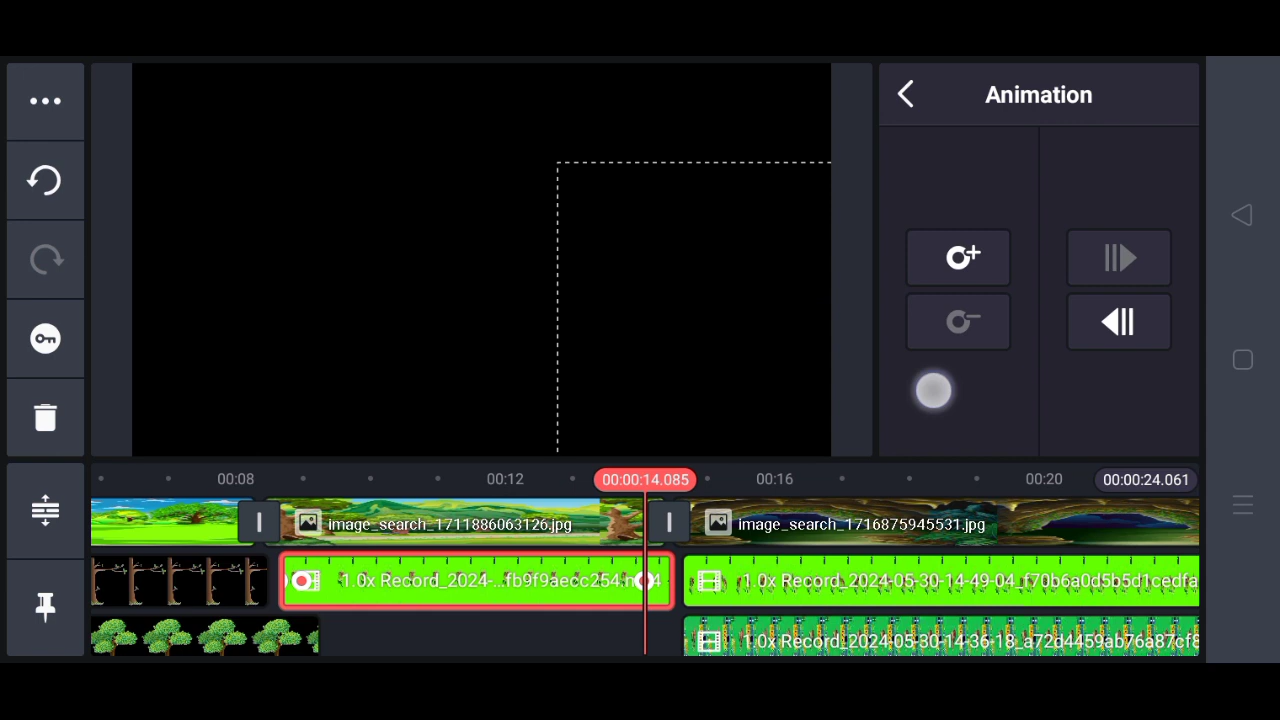 Animation
00:08
00:12
00:00:14.085
00:16
00:20
00:00:24.061
image_search_1711886063126.jpg
image_search_1716875945531.jpg
1.0x Record_2024-...fb9f9aecc254.m 4
1.0x Record_2024-05-30-14-49-04_f70b6a0d5b5d1cedfa
1.0x Record_2024-05-30-14-36-18_a72d4459ab76a87cf8